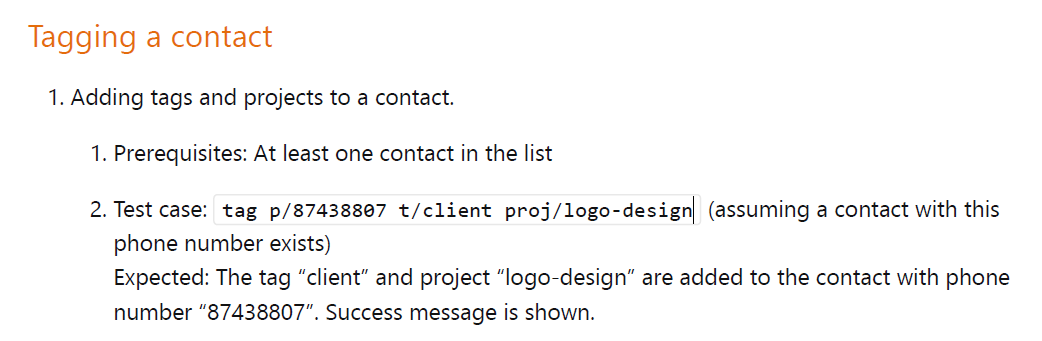 Tagging a contact
1. Adding tags and projects to a contact.
1. Prerequisites: At least one contact in the list
2. Test case: tag p/87438807 t/client proj/logo-design (assuming a contact with this
phone number exists)
Expected: The tag “client” and project “logo-design” are added to the contact with phone
number “87438807”. Success message is shown.